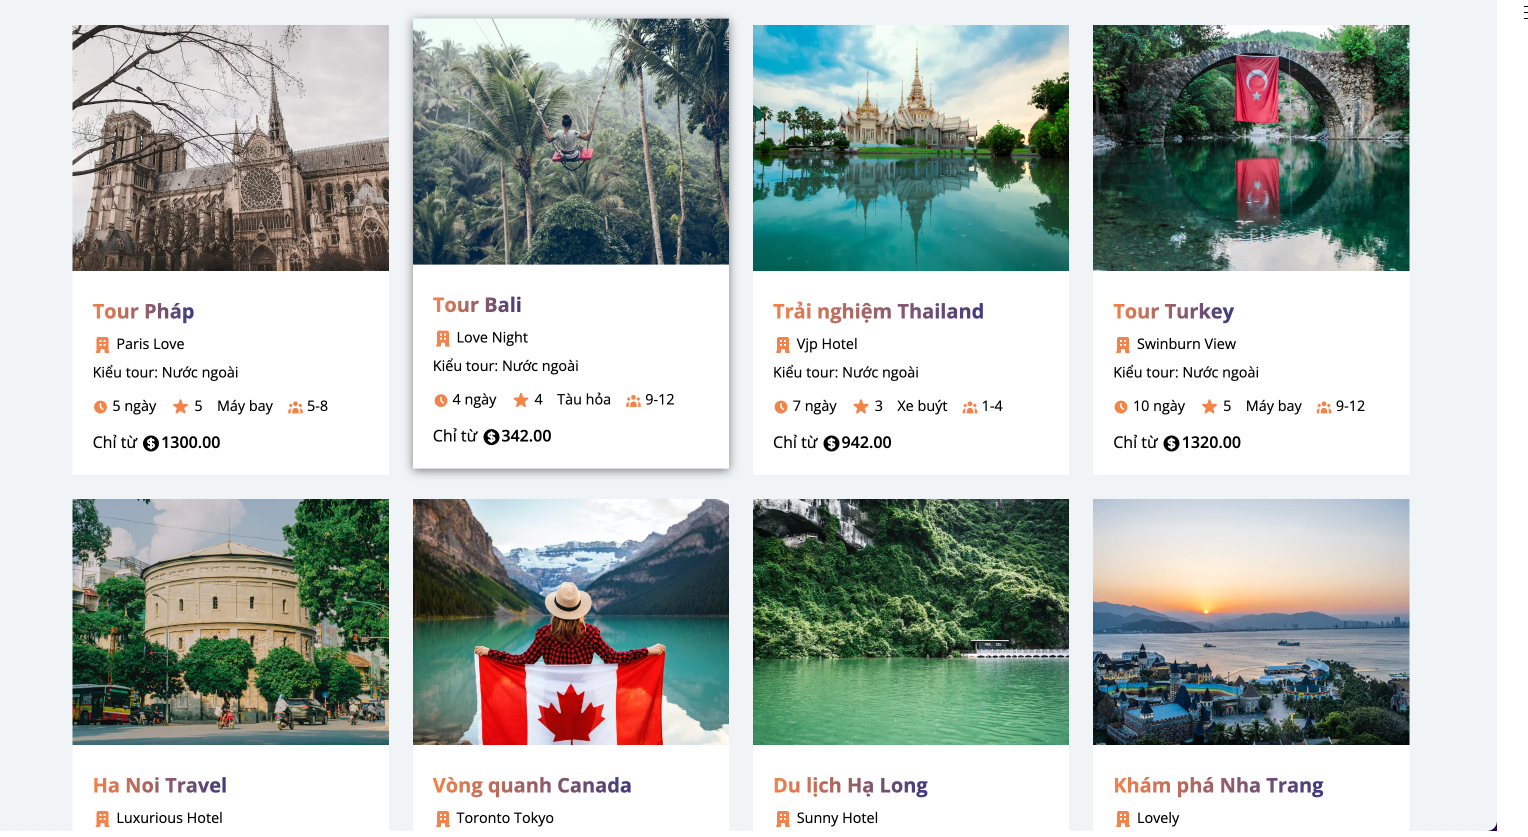 Tour Pháp
Paris Love
Kiểu tour: Nước ngoài
5 ngày 5 Máy bay 5-8
Chỉ từ $1300.00
Tour Bali
Love Night
Kiểu tour: Nước ngoài
4 ngày 4 Tàu hỏa 9-12
Chỉ từ $342.00
Trải nghiệm Thailand
Vjp Hotel
Kiểu tour: Nước ngoài
7 ngày 3 Xe buýt 1-4
Chỉ từ $942.00
Tour Turkey
Swinburn View
Kiểu tour: Nước ngoài
10 ngày 5 Máy bay 9-12
Chỉ từ $1320.00
Ha Noi Travel
Luxurious Hotel
Vòng quanh Canada
Toronto Tokyo
Du lịch Hạ Long
Sunny Hotel
Khám phá Nha Trang
Lovely